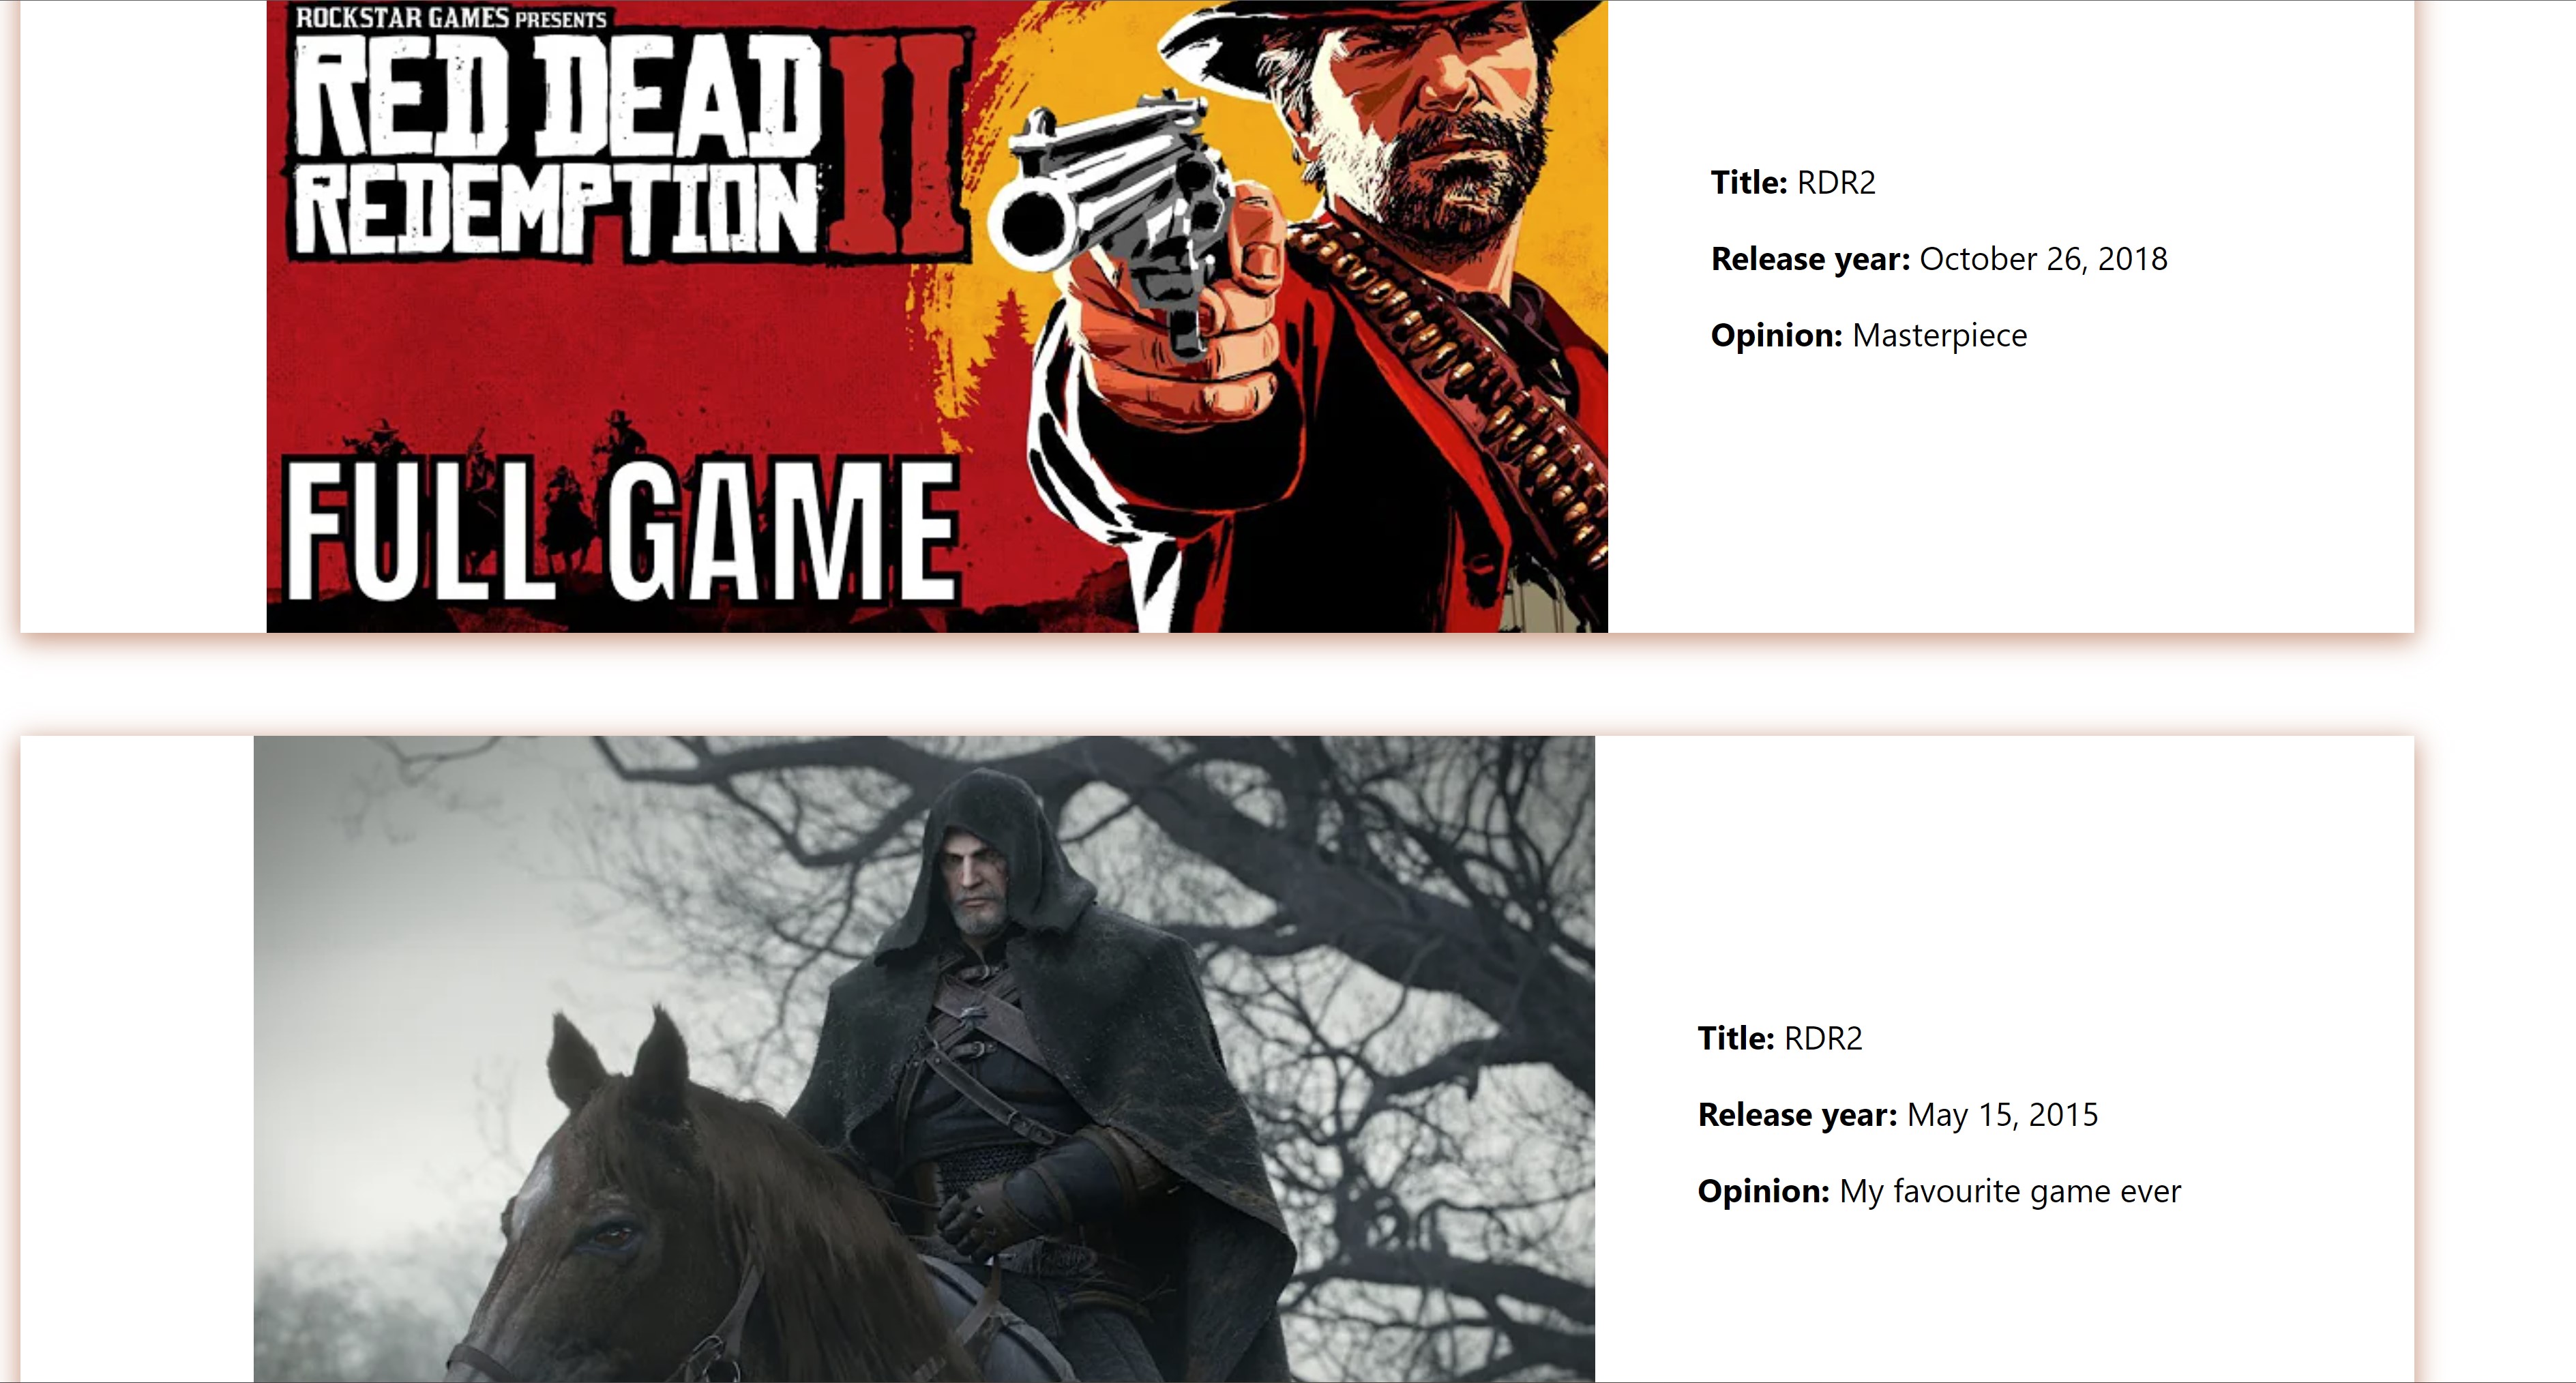 ROCKSTAR GAMES PRESENTS
RED DEAD
REDEMPTION II
FULL GAME
Title: RDR2
Release year: October 26, 2018
Opinion: Masterpiece
Title: RDR2
Release year: May 15, 2015
Opinion: My favourite game ever